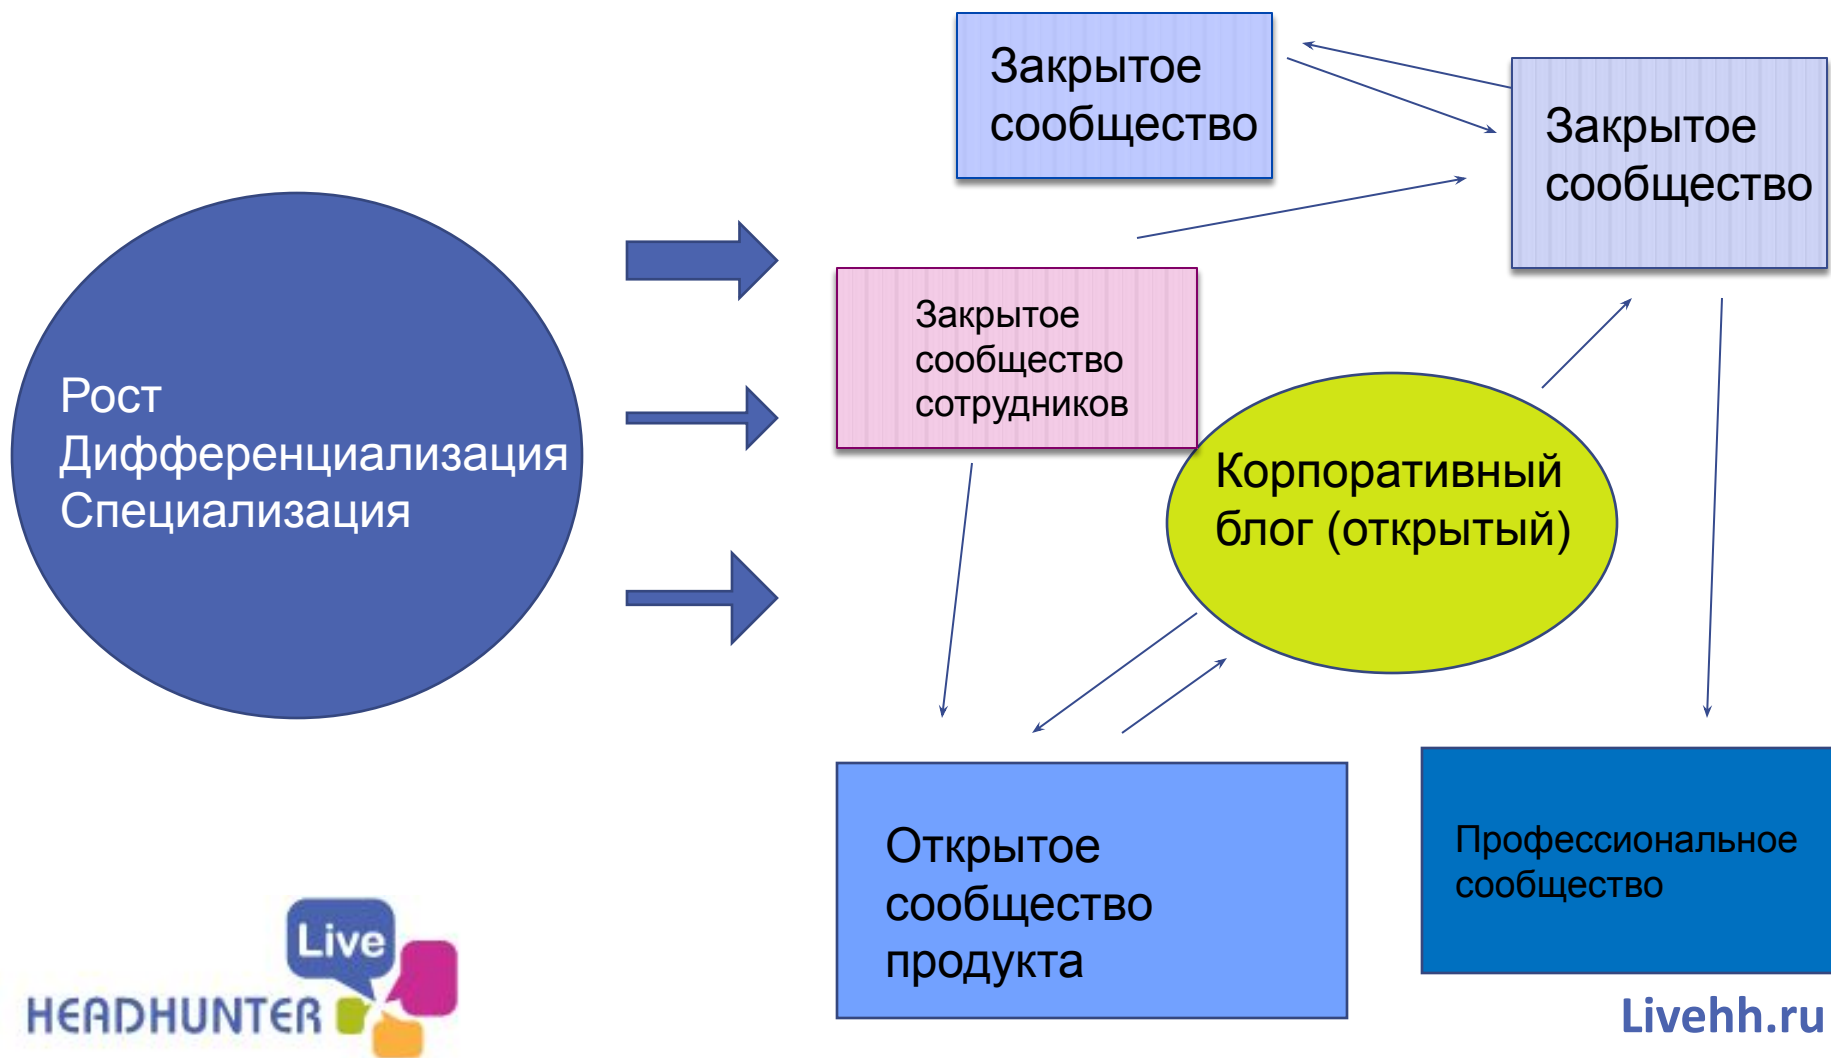 Закрытое
сообщество
Закрытое
сообщество
Закрытое
сообщество
сотрудников
Рост
Дифференциализация
Специализация
Корпоративный
блог (открытый)
Открытое
сообщество
продукта
Профессиональное
сообщество
Live
HEADHUNTER
Livehh.ru